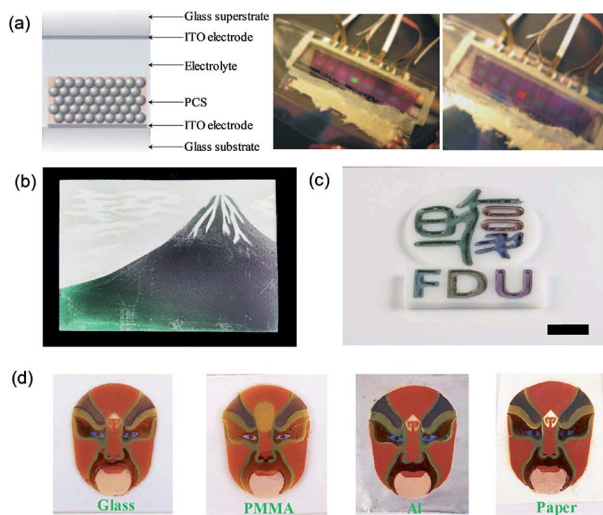 (a)
Glass superstrate
ITO electrode
Electrolyte
PCS
ITO electrode
Glass substrate
(b)
(c)
FDU
(d)
Glass
PMMA
Al
Paper